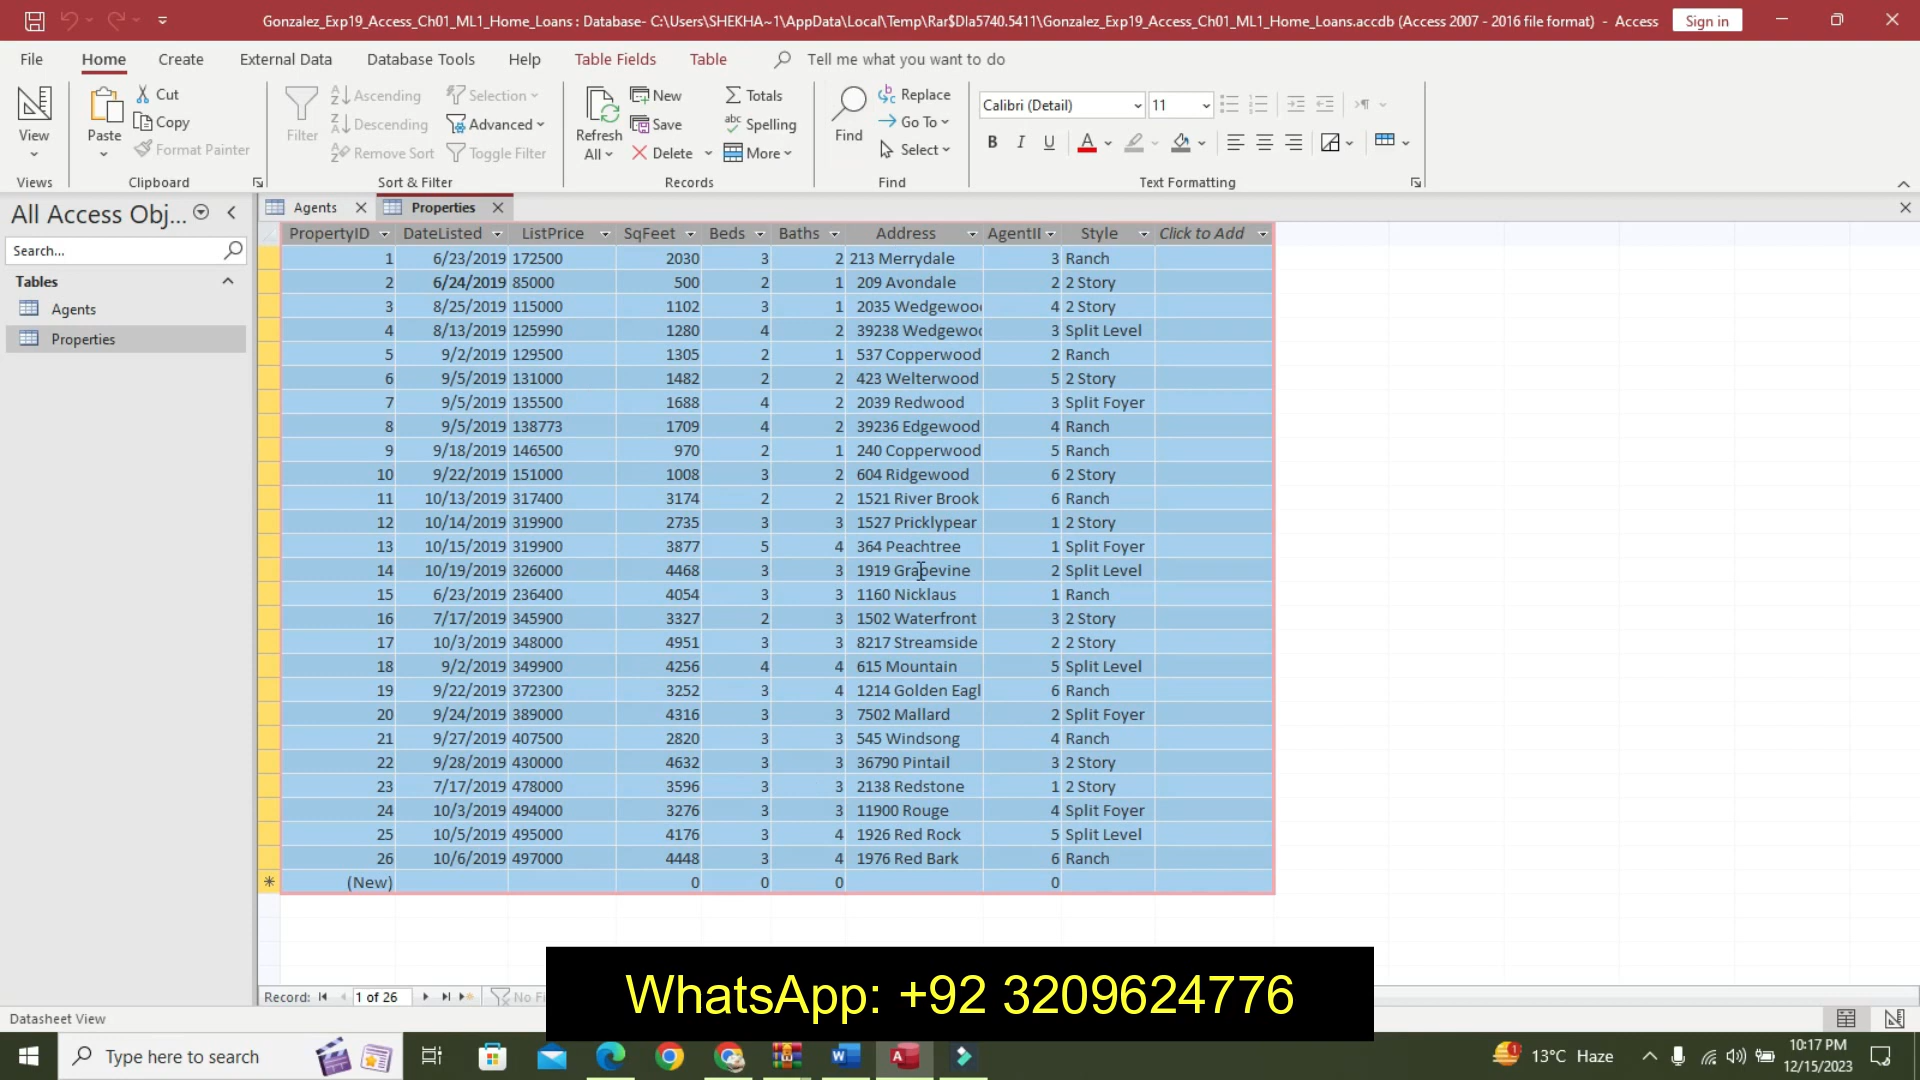 Gonzalez_Exp19_Access_Ch01_ML1_Home_Loans : Database- C:\Users\SHEKHA~1\AppData\Local\Temp\Rar$DIa5740.5411\Gonzalez_Exp19_Access_Ch01_ML1_Home_Loans.accdb (Access 2007 - 2016 file format) - Access Sign in
File Home Create External Data Database Tools Help Table Fields Table Tell me what you want to do
View
Views
Paste
Cut
Copy
Format Painter
Clipboard
Filter
Ascending
Descending
Remove Sort
Selection
Advanced
Toggle Filter
Sort & Filter
Refresh
All
New
Save
Delete
Totals
Spelling
More
Records
Find
Replace
Go To
Select
Find
Calibri (Detail) 11
B I U A
Text Formatting
All Access Obj...
Search...
Tables
Agents
Properties
Agents Properties
PropertyID DateListed ListPrice SqFeet Beds Baths Address AgentII Style Click to Add
1 6/23/2019 172500 2030 3 2 213 Merrydale 3 Ranch
2 6/24/2019 85000 500 2 1 209 Avondale 2 2 Story
3 8/25/2019 115000 1102 3 1 2035 Wedgewood 4 2 Story
4 8/13/2019 125990 1280 4 2 39238 Wedgewoo 3 Split Level
5 9/2/2019 129500 1305 2 1 537 Copperwood 2 Ranch
6 9/5/2019 131000 1482 2 2 423 Welterwood 5 2 Story
7 9/5/2019 135500 1688 4 2 2039 Redwood 3 Split Foyer
8 9/5/2019 138773 1709 4 2 39236 Edgewood 4 Ranch
9 9/18/2019 146500 970 2 1 240 Copperwood 5 Ranch
10 9/22/2019 151000 1008 3 2 604 Ridgewood 6 2 Story
11 10/13/2019 317400 3174 2 2 1521 River Brook 6 Ranch
12 10/14/2019 319900 2735 3 3 1527 Pricklypear 1 2 Story
13 10/15/2019 319900 3877 5 4 364 Peachtree 1 Split Foyer
14 10/19/2019 326000 4468 3 3 1919 Grapevine 2 Split Level
15 6/23/2019 236400 4054 3 3 1160 Nicklaus 1 Ranch
16 7/17/2019 345900 3327 2 3 1502 Waterfront 3 2 Story
17 10/3/2019 348000 4951 3 3 8217 Streamside 2 2 Story
18 9/2/2019 349900 4256 4 4 615 Mountain 5 Split Level
19 9/22/2019 372300 3252 3 4 1214 Golden Eagl 6 Ranch
20 9/24/2019 389000 4316 3 3 7502 Mallard 2 Split Foyer
21 9/27/2019 407500 2820 3 3 545 Windsong 4 Ranch
22 9/28/2019 430000 4632 3 3 36790 Pintail 3 2 Story
23 7/17/2019 478000 3596 3 3 2138 Redstone 1 2 Story
24 10/3/2019 494000 3276 3 3 11900 Rouge 4 Split Foyer
25 10/5/2019 495000 4176 3 4 1926 Red Rock 5 Split Level
26 10/6/2019 497000 4448 3 4 1976 Red Bark 6 Ranch
(New) 0 0 0 0
Record: 1 of 26 No Fi
WhatsApp: +92 3209624776
Datasheet View
Type here to search
13°C Haze
10:17 PM
12/15/2023